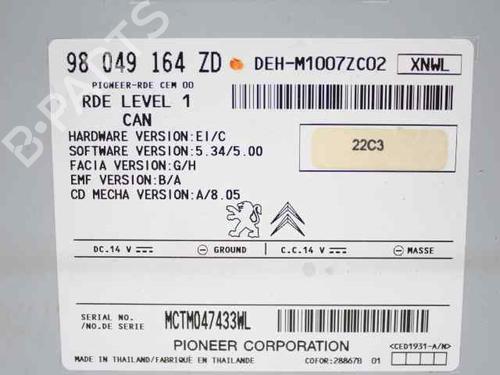 98 049 164 ZD DEH-M1007ZC02 XNWL
PIONEER-RDE CEM 00
RDE LEVEL 1
CAN
HARDWARE VERSION:EI/C
SOFTWARE VERSION:5.34/5.00
FACIA VERSION:G/H
EMF VERSION:B/A
CD MECHA VERSION:A/8.05
22C3
DC.14 V GROUND C.C.14 V MASSE
SERIAL NO.
/NO.DE SERIE
MCTM047433WL
PIONEER CORPORATION
<CED1931-A/N>
MADE IN THAILAND/FABRIQUÉ EN THAILANDE COFOR:28867B 01
B-PARTS